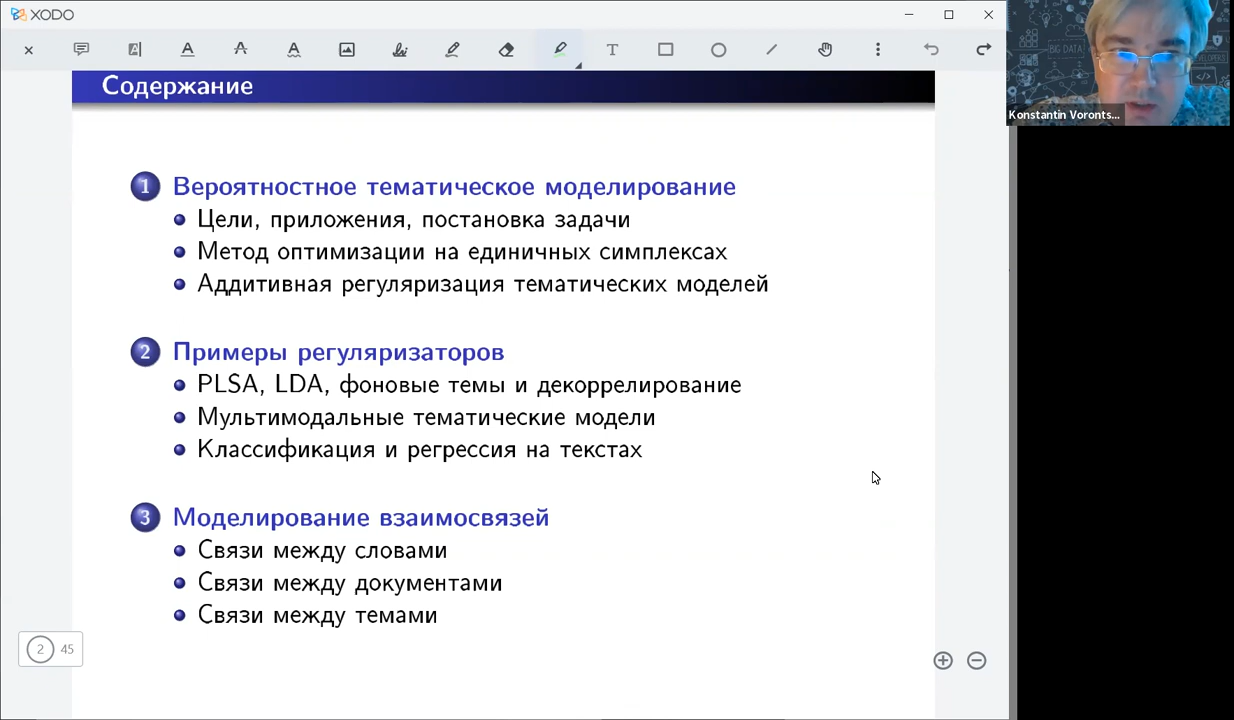 XODO
Содержание
1 Вероятностное тематическое моделирование
Цели, приложения, постановка задачи
Метод оптимизации на единичных симплексах
Аддитивная регуляризация тематических моделей
2 Примеры регуляризаторов
PLSA, LDA, фоновые темы и декоррелирование
Мультимодальные тематические модели
Классификация и регрессия на текстах
3 Моделирование взаимосвязей
Связи между словами
Связи между документами
Связи между темами
2 45
BIG DATA
Konstantin Voronts...